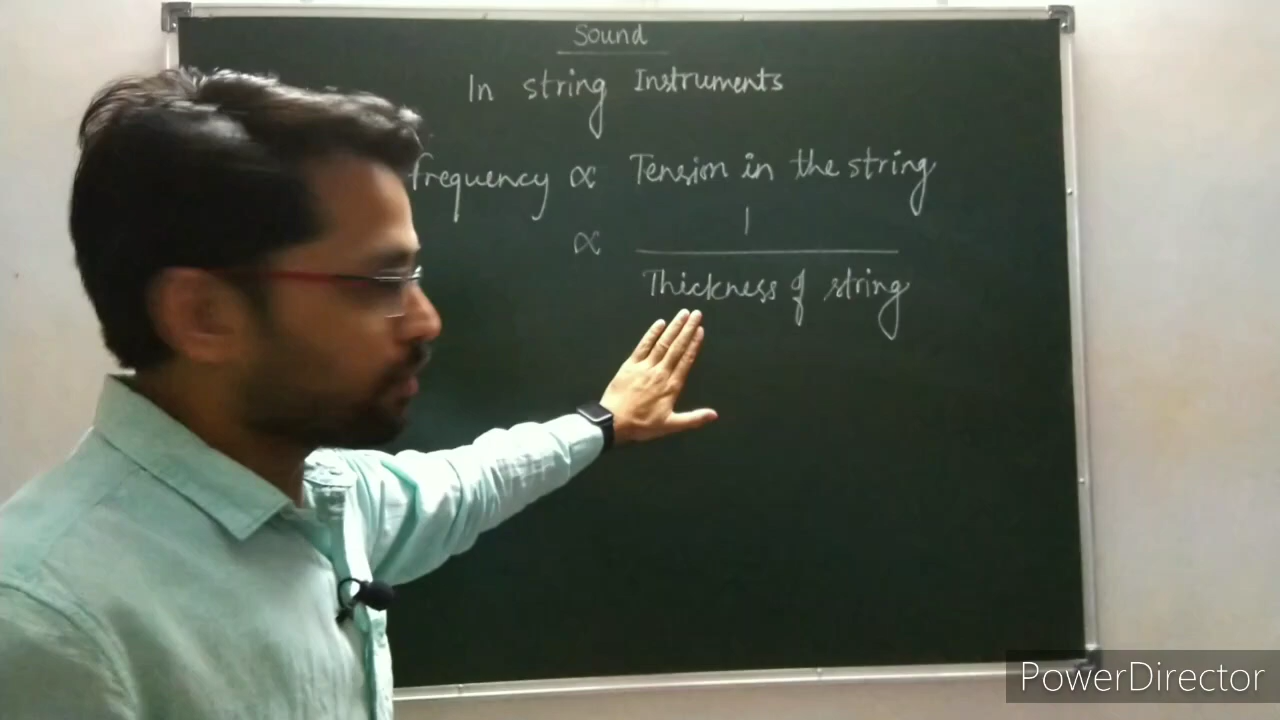 Sound
In string Instruments
frequency ∝ Tension in the string
∝ 1
Thickness of string
PowerDirector